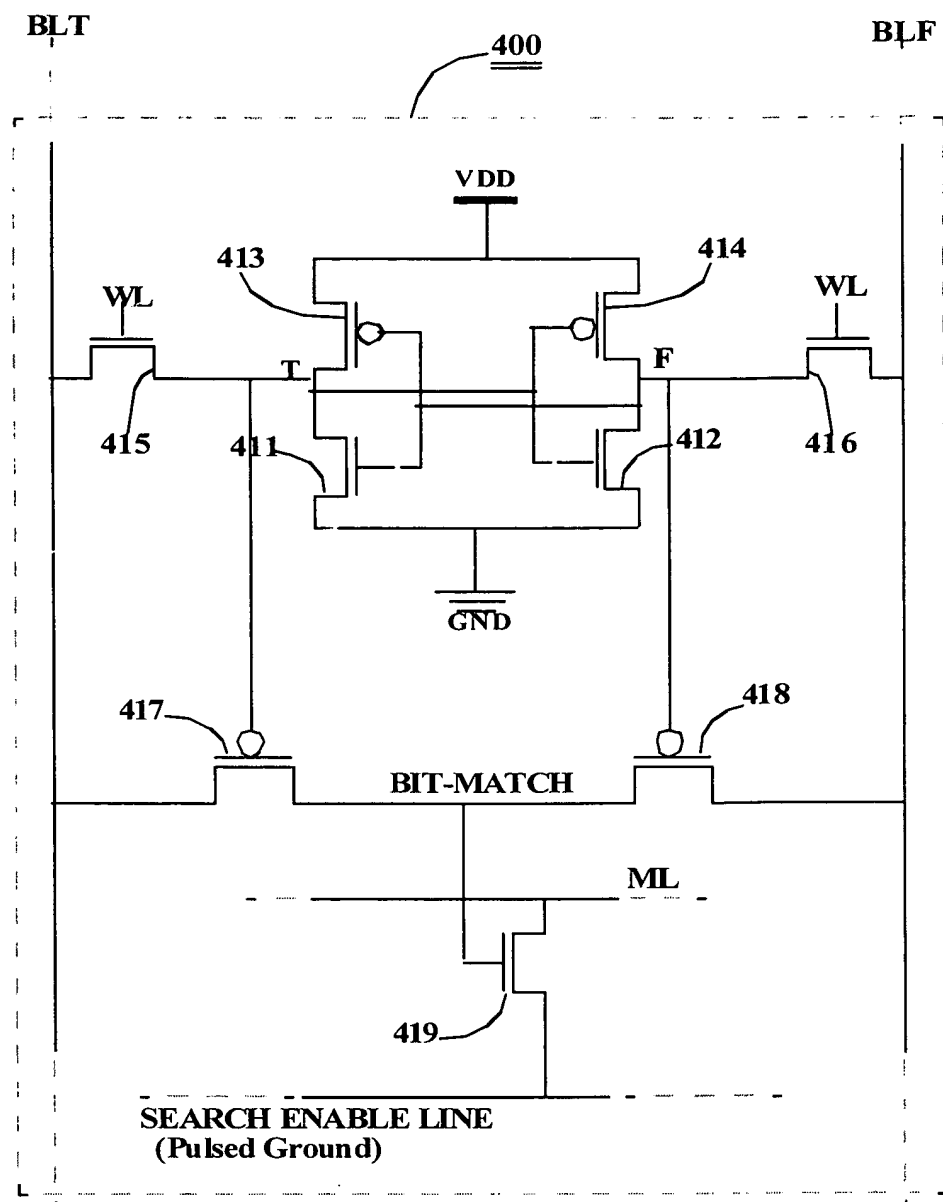 BLT
BLF
400
VDD
413
414
WL
WL
T
F
415
411
412
416
GND
417
418
BIT-MATCH
ML
419
SEARCH ENABLE LINE
(Pulsed Ground)